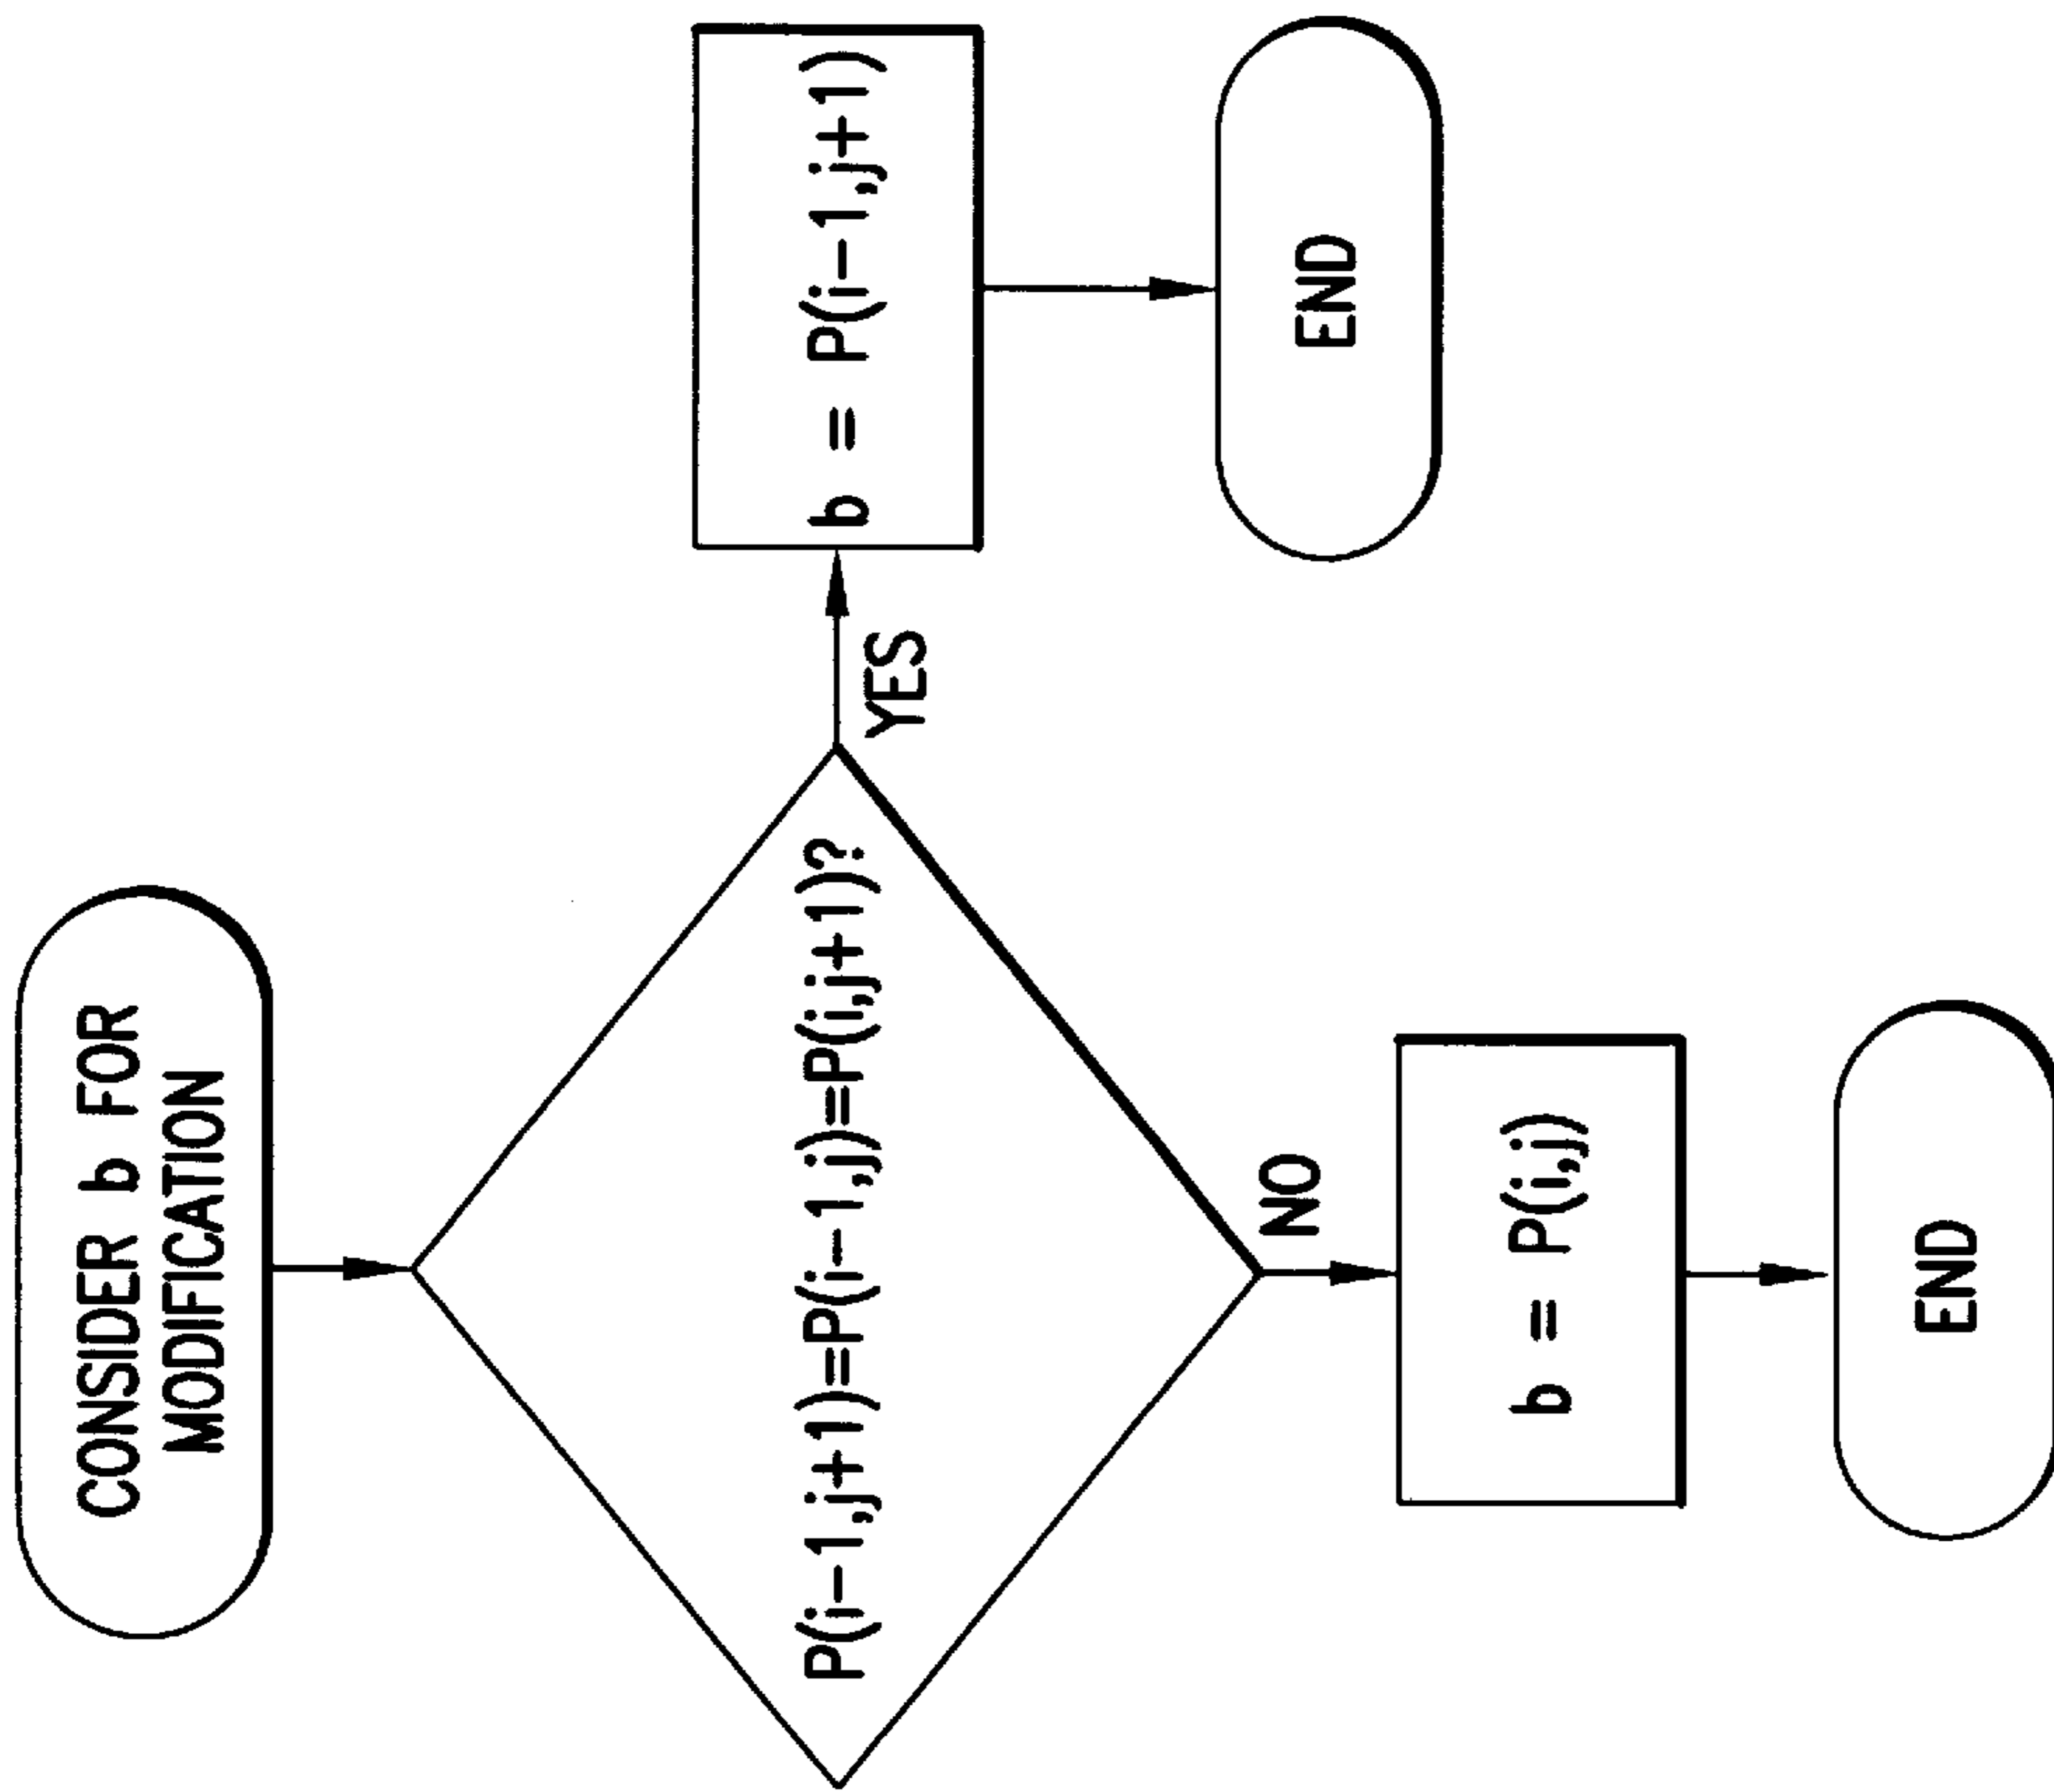 CONSIDER b FOR
MODIFICATION
P(i-1,j+1)=P(i-1,j)=P(i,j+1)?
YES
b = P(i-1,j+1)
END
NO
b = P(i,j)
END